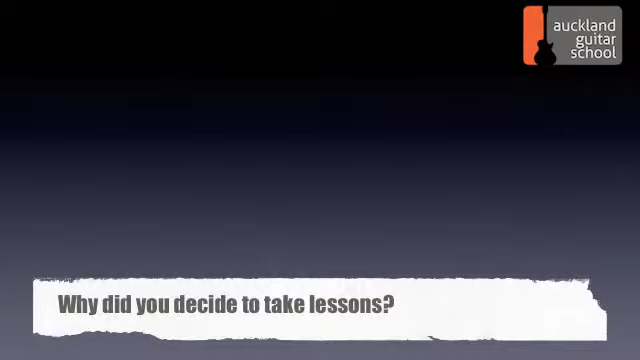 auckland
guitar
school
Why did you decide to take lessons?